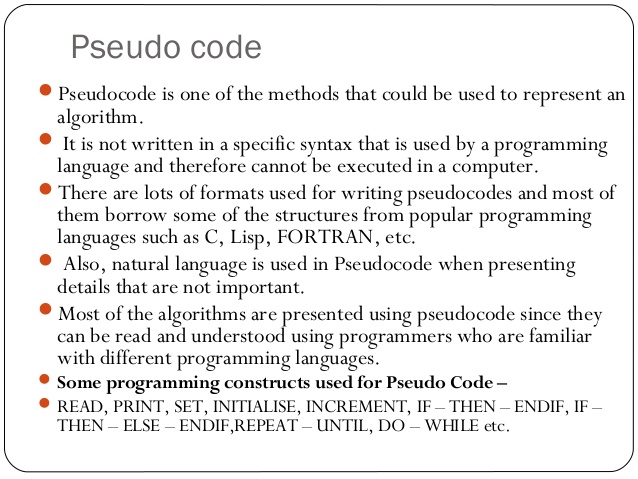 Pseudo code
Pseudocode is one of the methods that could be used to represent an
algorithm.
It is not written in a specific syntax that is used by a programming
language and therefore cannot be executed in a computer.
There are lots of formats used for writing pseudocodes and most of
them borrow some of the structures from popular programming
languages such as C, Lisp, FORTRAN, etc.
Also, natural language is used in Pseudocode when presenting
details that are not important.
Most of the algorithms are presented using pseudocode since they
can be read and understood using programmers who are familiar
with different programming languages.
Some programming constructs used for Pseudo Code –
READ, PRINT, SET, INITIALISE, INCREMENT, IF – THEN – ENDIF, IF –
THEN – ELSE – ENDIF,REPEAT – UNTIL, DO – WHILE etc.